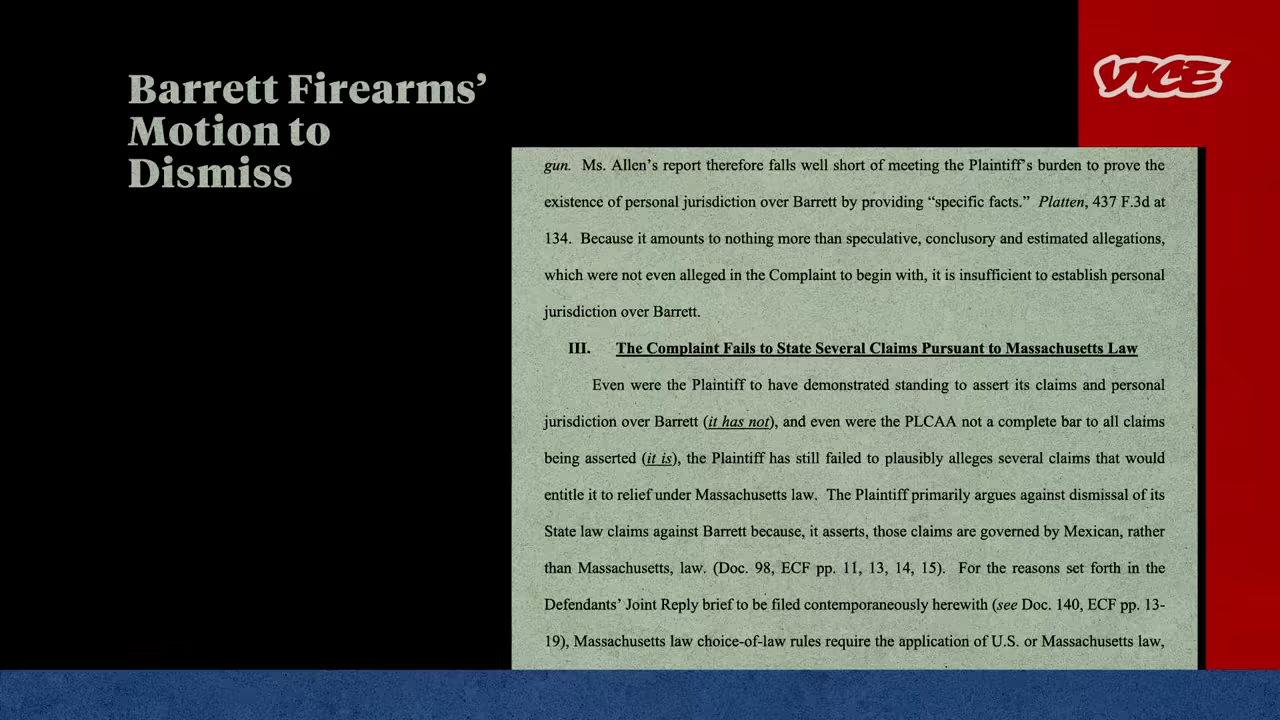 Barrett Firearms’
Motion to
Dismiss
VICE
gun. Ms. Allen’s report therefore falls well short of meeting the Plaintiff’s burden to prove the
existence of personal jurisdiction over Barrett by providing “specific facts.” Platten, 437 F.3d at
134. Because it amounts to nothing more than speculative, conclusory and estimated allegations,
which were not even alleged in the Complaint to begin with, it is insufficient to establish personal
jurisdiction over Barrett.
III. The Complaint Fails to State Several Claims Pursuant to Massachusetts Law
Even were the Plaintiff to have demonstrated standing to assert its claims and personal
jurisdiction over Barrett (it has not), and even were the PLCAA not a complete bar to all claims
being asserted (it is), the Plaintiff has still failed to plausibly alleges several claims that would
entitle it to relief under Massachusetts law. The Plaintiff primarily argues against dismissal of its
State law claims against Barrett because, it asserts, those claims are governed by Mexican, rather
than Massachusetts, law. (Doc. 98, ECF pp. 11, 13, 14, 15). For the reasons set forth in the
Defendants’ Joint Reply brief to be filed contemporaneously herewith (see Doc. 140, ECF pp. 13-
19), Massachusetts law choice-of-law rules require the application of U.S. or Massachusetts law,